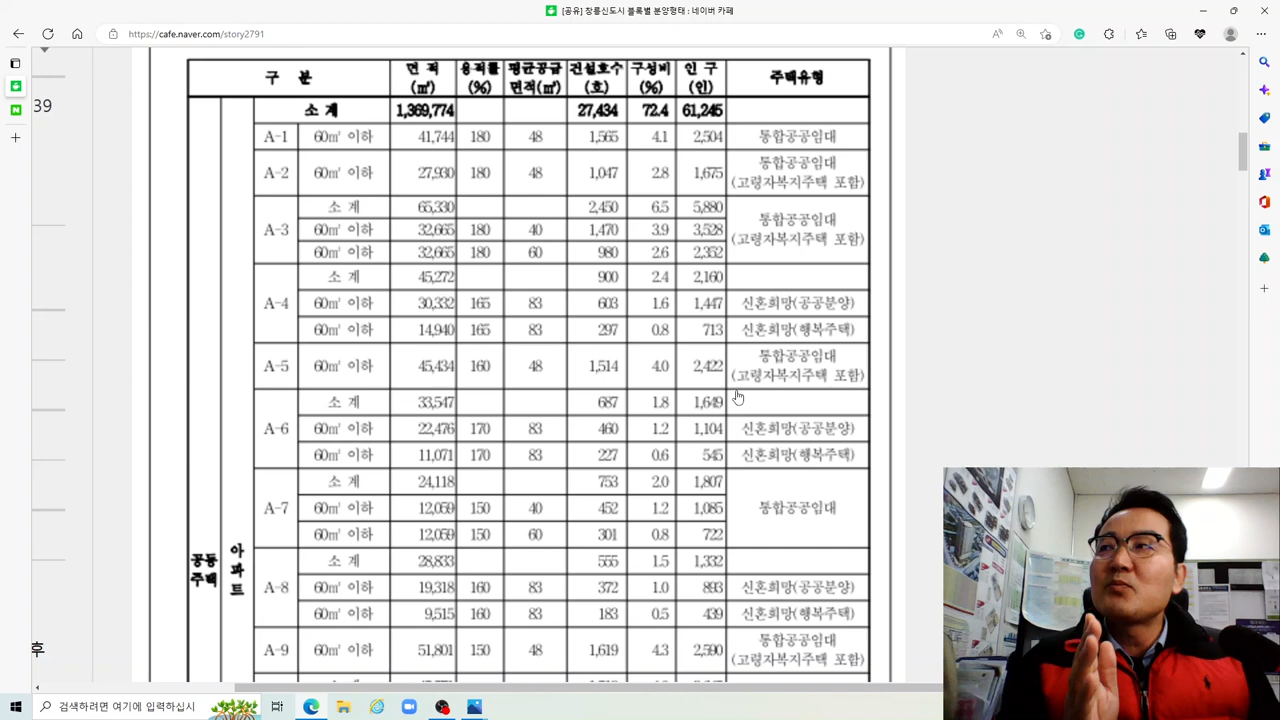 [공유] 창릉신도시 블록별 분양형태 : 네이버 카페
https://cafe.naver.com/story2791
39
후
구 분 면 적 (㎡) 용적률 (%) 평균공급 면적(㎡) 건설호수 (호) 구성비 (%) 인 구 (인) 주택유형
공동 주택 아 파 트
소 계 1,369,774 27,434 72.4 61,245
A-1 60㎡ 이하 41,744 180 48 1,565 4.1 2,504 통합공공임대
A-2 60㎡ 이하 27,930 180 48 1,047 2.8 1,675 통합공공임대 (고령자복지주택 포함)
A-3 소 계 65,330 2,450 6.5 5,880 통합공공임대 (고령자복지주택 포함)
60㎡ 이하 32,665 180 40 1,470 3.9 3,528
60㎡ 이하 32,665 180 60 980 2.6 2,352
A-4 소 계 45,272 900 2.4 2,160
60㎡ 이하 30,332 165 83 603 1.6 1,447 신혼희망(공공분양)
60㎡ 이하 14,940 165 83 297 0.8 713 신혼희망(행복주택)
A-5 60㎡ 이하 45,434 160 48 1,514 4.0 2,422 통합공공임대 (고령자복지주택 포함)
A-6 소 계 33,547 687 1.8 1,649
60㎡ 이하 22,476 170 83 460 1.2 1,104 신혼희망(공공분양)
60㎡ 이하 11,071 170 83 227 0.6 545 신혼희망(행복주택)
A-7 소 계 24,118 753 2.0 1,807 통합공공임대
60㎡ 이하 12,059 150 40 452 1.2 1,085
60㎡ 이하 12,059 150 60 301 0.8 722
A-8 소 계 28,833 555 1.5 1,332
60㎡ 이하 19,318 160 83 372 1.0 893 신혼희망(공공분양)
60㎡ 이하 9,515 160 83 183 0.5 439 신혼희망(행복주택)
A-9 60㎡ 이하 51,801 150 48 1,619 4.3 2,590 통합공공임대 (고령자복지주택 포함)
검색하려면 여기에 입력하십시